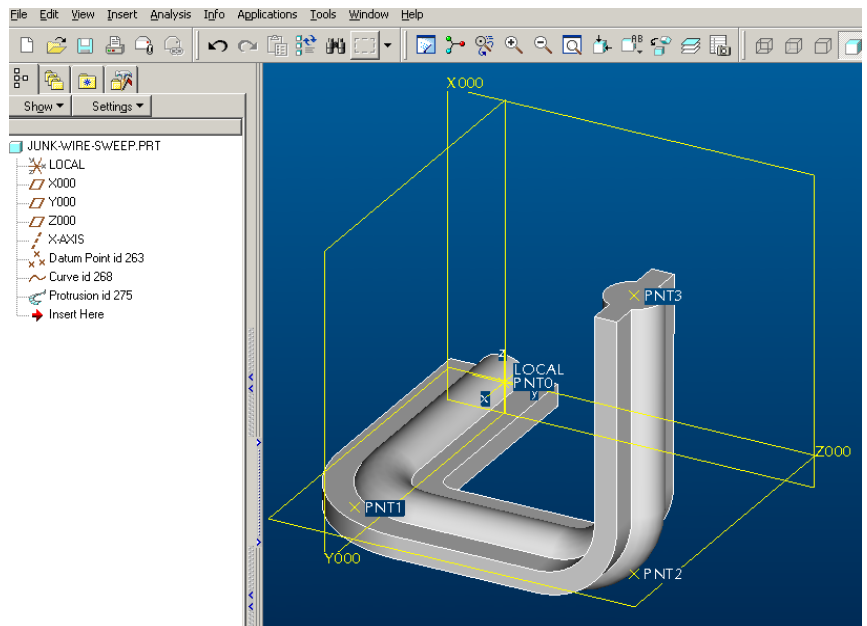 File Edit View Insert Analysis Info Applications Tools Window Help
AB
Show Settings
JUNK-WIRE-SWEEP.PRT
LOCAL
X000
Y000
Z000
X-AXIS
Datum Point id 263
Curve id 268
Protrusion id 275
Insert Here
X000
PNT3
Z
LOCAL
PNT0
X
y
Z000
PNT1
Y000
PNT2